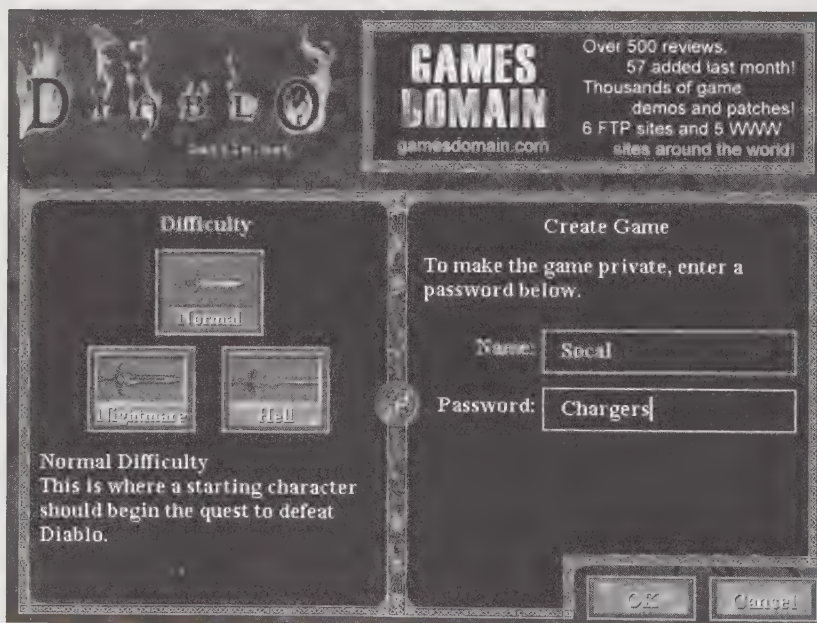 DIABLO
Battle.net
GAMES
DOMAIN
gamesdomain.com
Over 500 reviews.
57 added last month!
Thousands of game
demos and patches!
6 FTP sites and 5 WWW
sites around the world!
Difficulty
Normal
Nightmare
Hell
Normal Difficulty
This is where a starting character
should begin the quest to defeat
Diablo.
Create Game
To make the game private, enter a
password below.
Name: Socal
Password: Chargers
OK
Cancel